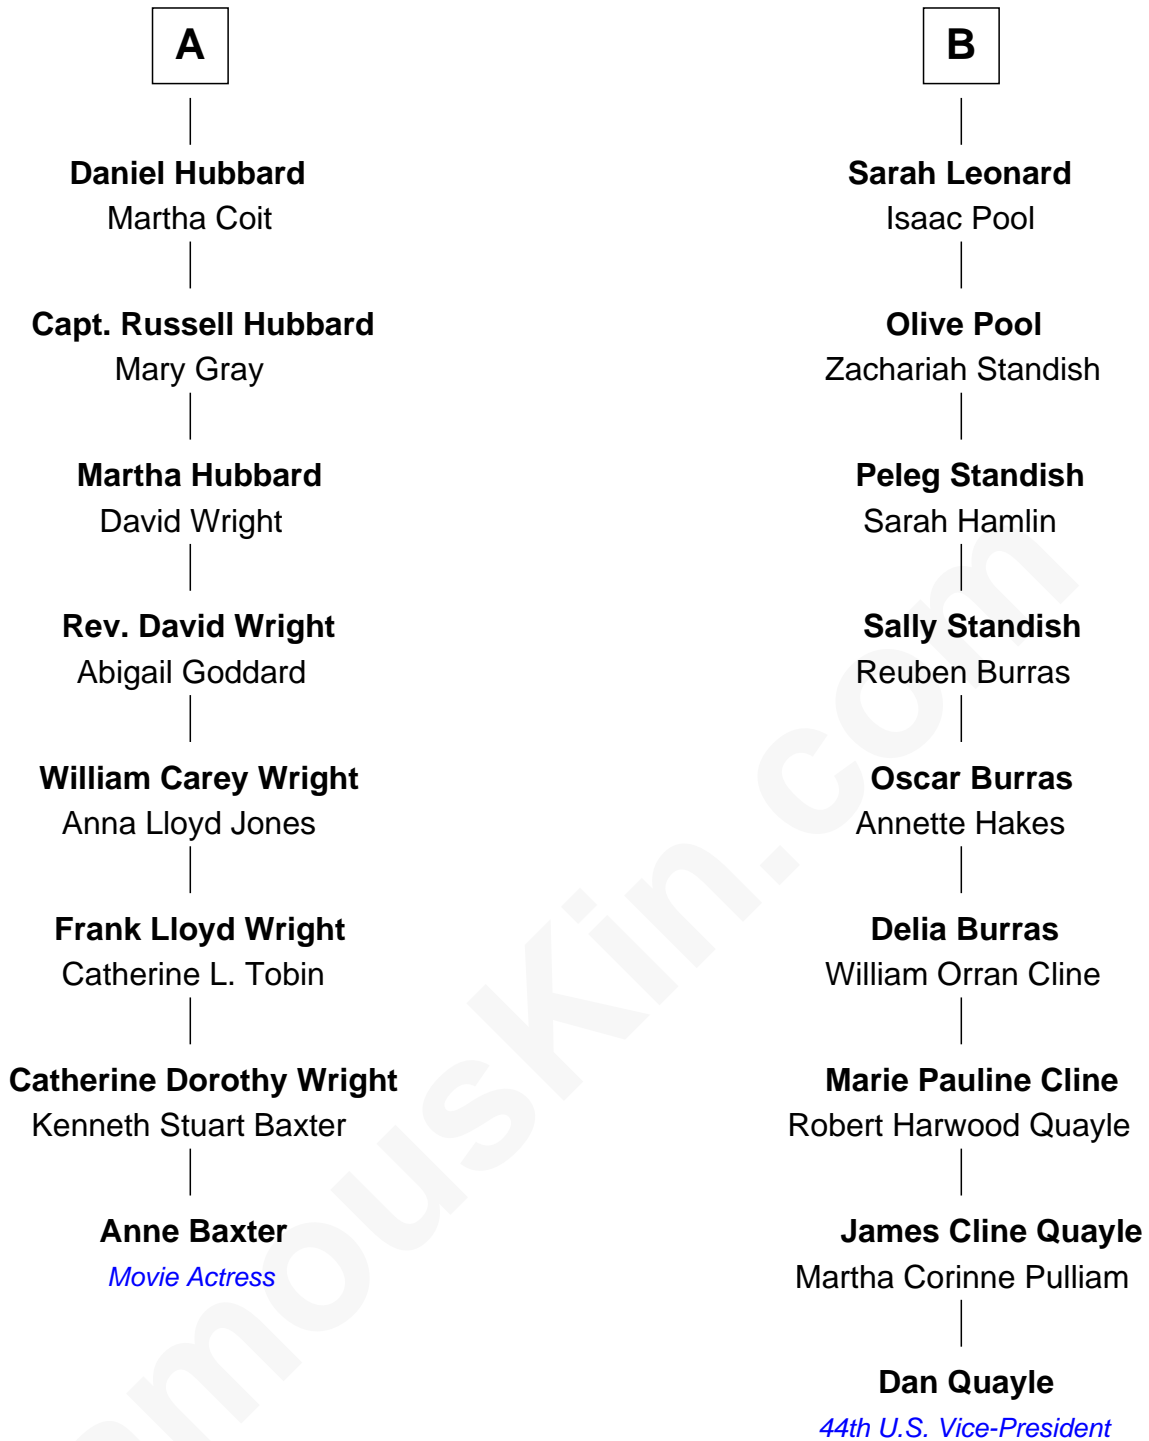 A
Daniel Hubbard
Martha Coit
Capt. Russell Hubbard
Mary Gray
Martha Hubbard
David Wright
Rev. David Wright
Abigail Goddard
William Carey Wright
Anna Lloyd Jones
Frank Lloyd Wright
Catherine L. Tobin
Catherine Dorothy Wright
Kenneth Stuart Baxter
Anne Baxter
Movie Actress
B
Sarah Leonard
Isaac Pool
Olive Pool
Zachariah Standish
Peleg Standish
Sarah Hamlin
Sally Standish
Reuben Burras
Oscar Burras
Annette Hakes
Delia Burras
William Orran Cline
Marie Pauline Cline
Robert Harwood Quayle
James Cline Quayle
Martha Corinne Pulliam
Dan Quayle
44th U.S. Vice-President
amousKin.com